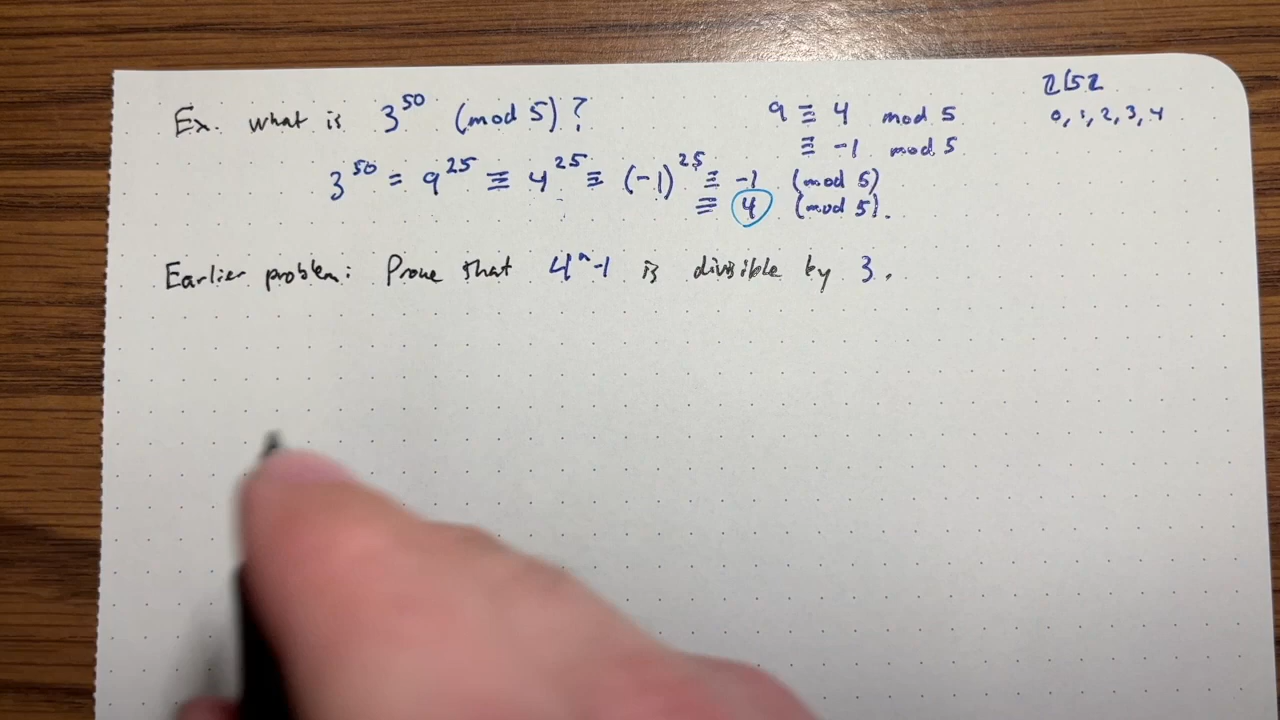 Ex. what is 3^50 (mod 5)?
9 ≡ 4 mod 5
≡ -1 mod 5
ℤ/5ℤ
0, 1, 2, 3, 4
3^50 = 9^25 ≡ 4^25 ≡ (-1)^25 ≡ -1 (mod 5)
≡ 4 (mod 5).
Earlier problem: Prove that 4^n-1 is divisible by 3.